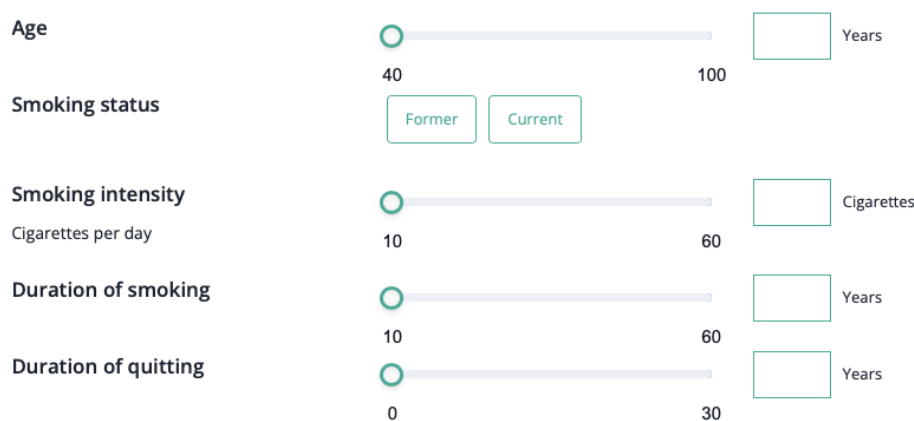 Age
Years
40 100
Smoking status
Former Current
Smoking intensity
Cigarettes
Cigarettes per day
10 60
Duration of smoking
Years
10 60
Duration of quitting
Years
0 30